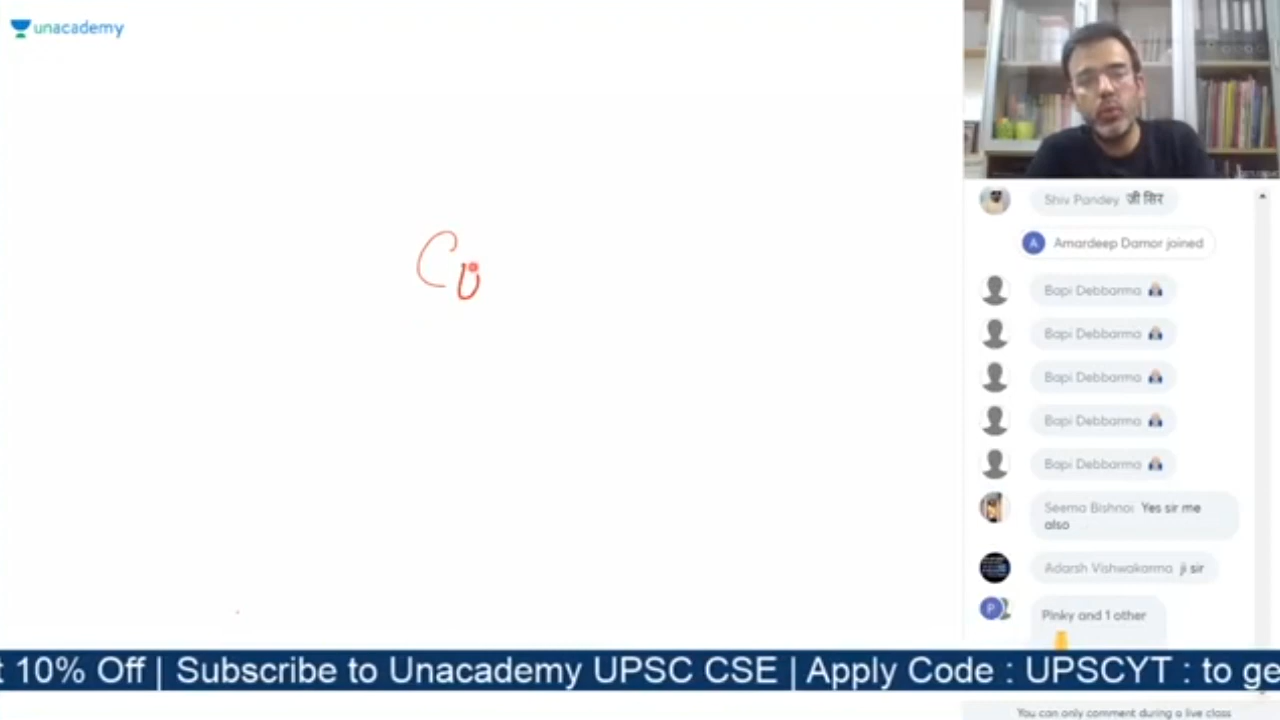 unacademy
Co
Shiv Pandey जी सिर
A Amardeep Damor joined
Bapi Debbarma
Bapi Debbarma
Bapi Debbarma
Bapi Debbarma
Bapi Debbarma
Seema Bishnoi Yes sir me
also
Adarsh Vishwakarma ji sir
P Pinky and 1 other
t 10% Off | Subscribe to Unacademy UPSC CSE | Apply Code : UPSCYT : to ge
You can only comment during a live class